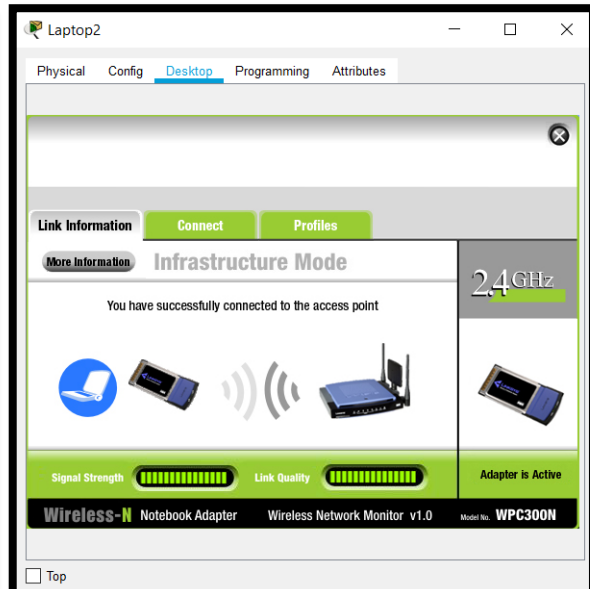 Laptop2
Physical Config Desktop Programming Attributes
Link Information Connect Profiles
More Information Infrastructure Mode
2.4GHz
You have successfully connected to the access point
Signal Strength Link Quality Adapter is Active
Wireless-N Notebook Adapter Wireless Network Monitor v1.0 Model No. WPC300N
Top